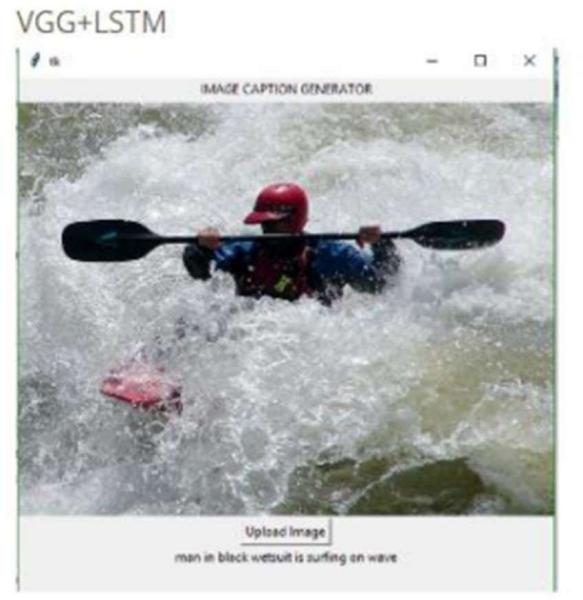 VGG+LSTM
tk
IMAGE CAPTION GENERATOR
Upload Image
man in black wetsuit is surfing on wave